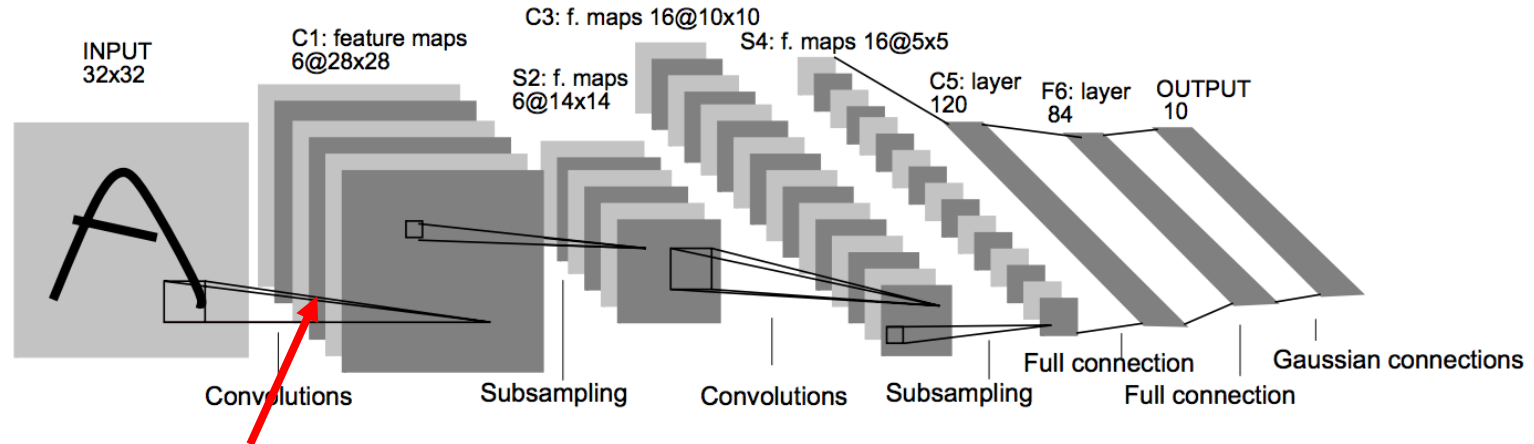 INPUT
32x32
C1: feature maps
6@28x28
S2: f. maps
6@14x14
C3: f. maps 16@10x10
S4: f. maps 16@5x5
C5: layer
120
F6: layer
84
OUTPUT
10
Convolutions
Subsampling
Convolutions
Subsampling
Full connection
Full connection
Gaussian connections